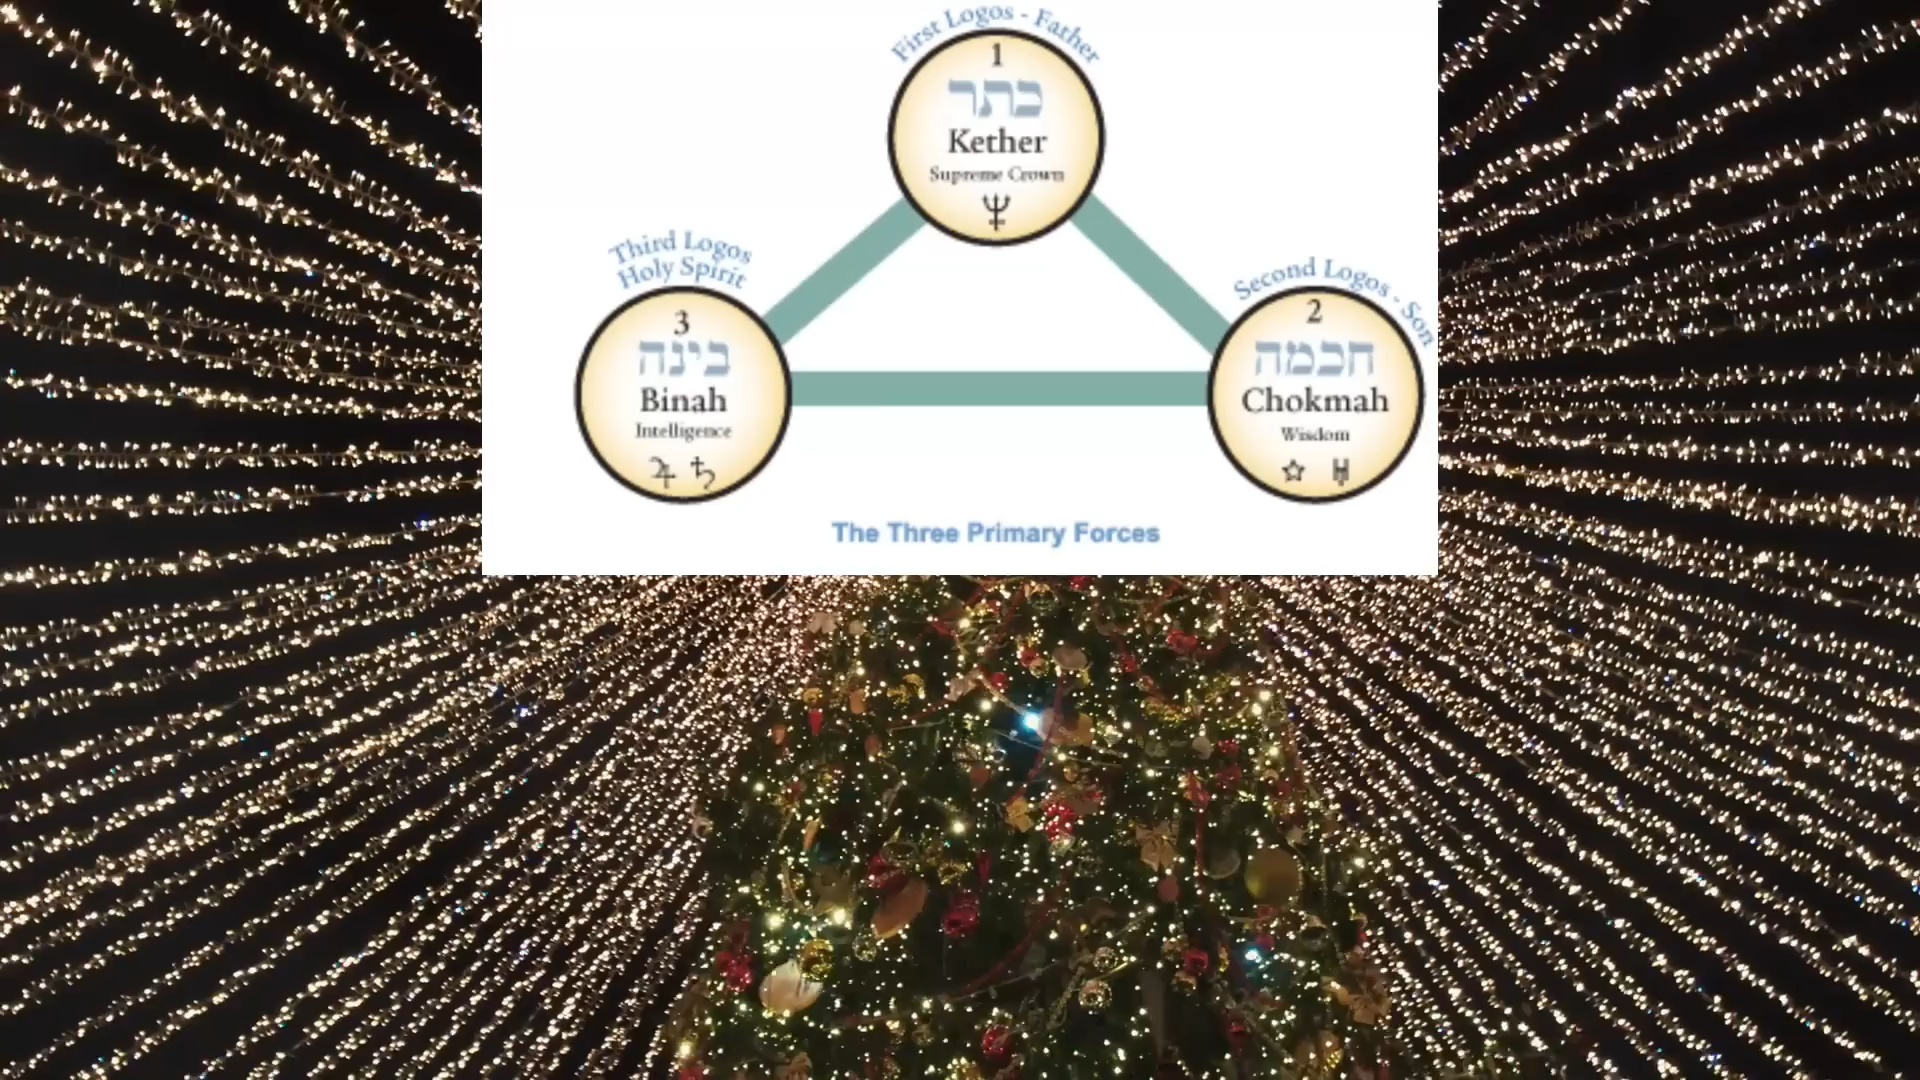 First Logos - Father
1
כתר
Kether
Supreme Crown
Third Logos
Holy Spirit
3
בינה
Binah
Intelligence
Second Logos - Son
2
חכמה
Chokmah
Wisdom
The Three Primary Forces